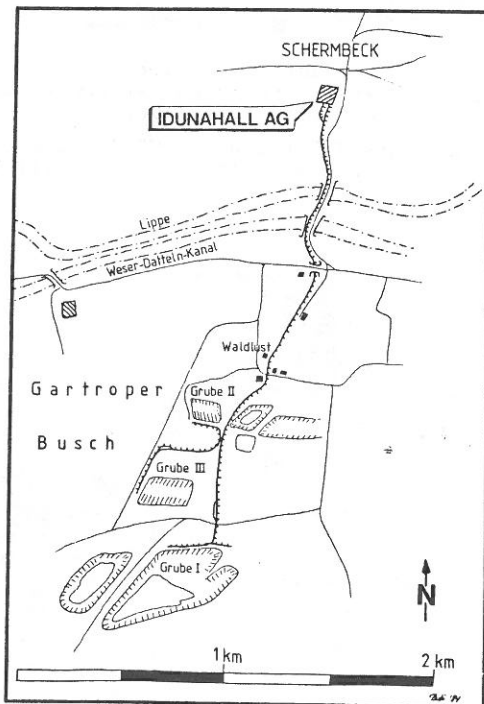 SCHERMBECK
IDUNAHALL AG
Lippe
Weser-Datteln-Kanal
Waldlust
Gartroper
Busch
Grube II
Grube III
Grube I
N
1 km
2 km